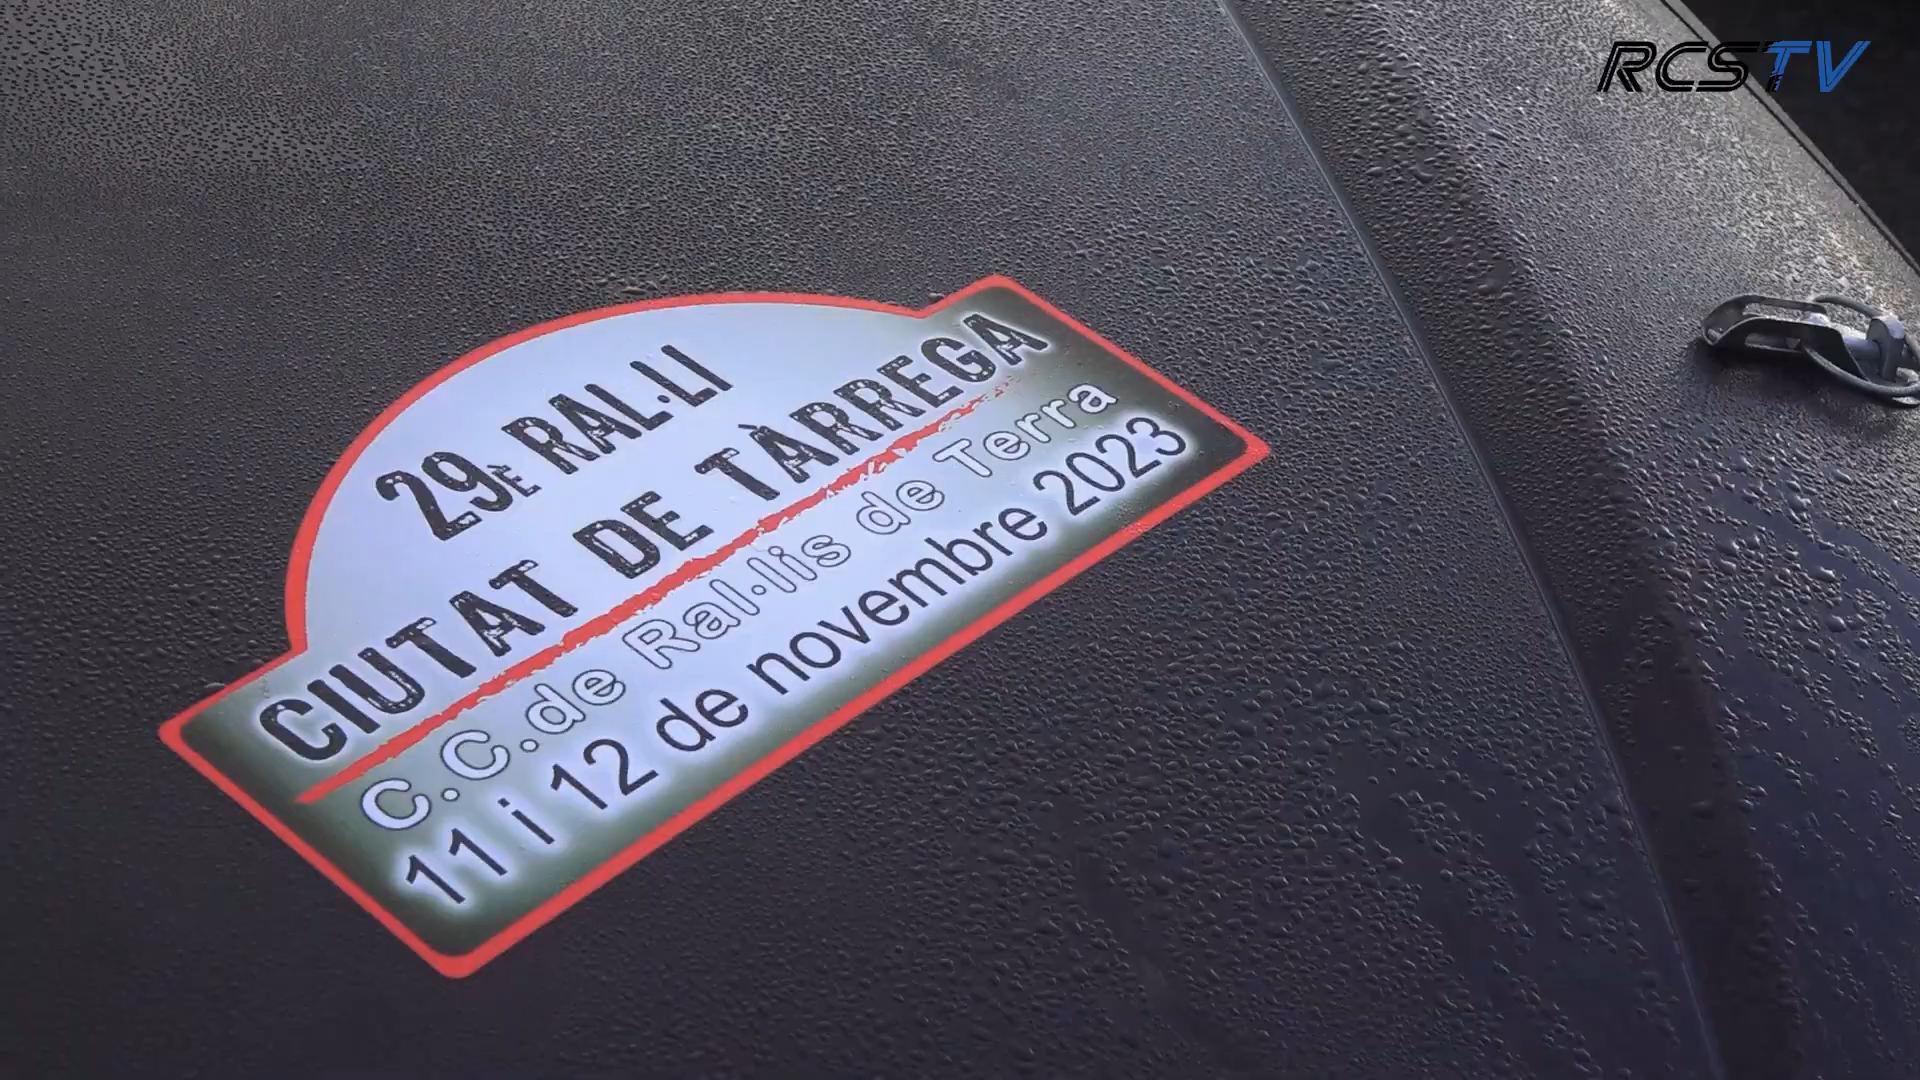 RCSTV
29È RAL·LI
CIUTAT DE TÀRREGA
C.C.de Ral·lis de Terra
11 i 12 de novembre 2023